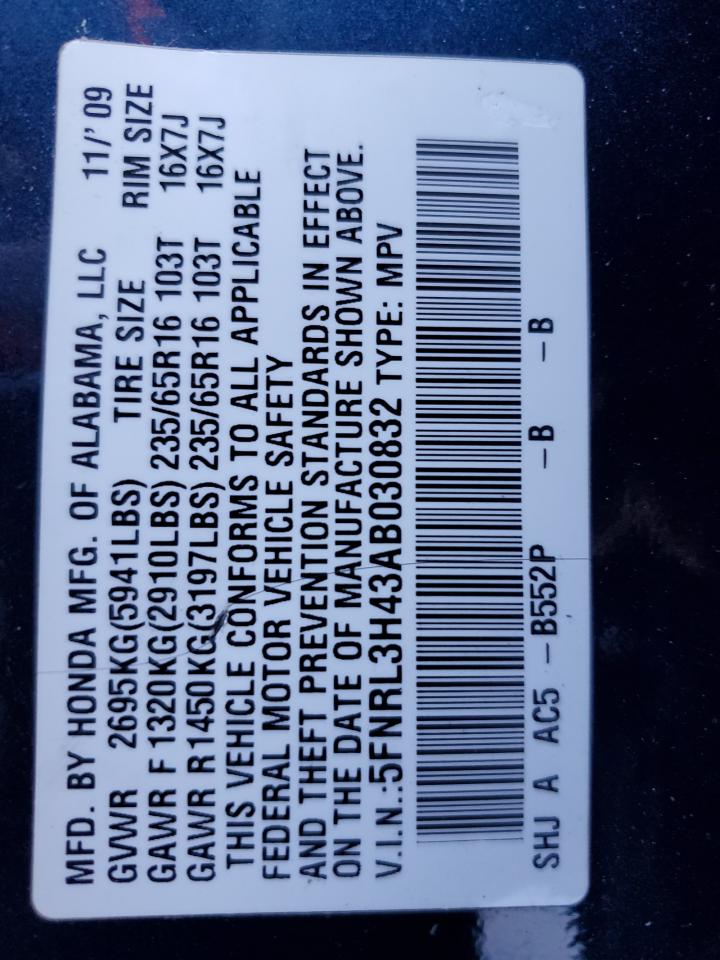 MFD. BY HONDA MFG. OF ALABAMA, LLC 11/' 09
GVWR 2695KG(5941LBS) TIRE SIZE RIM SIZE
GAWR F 1320KG(2910LBS) 235/65R16 103T 16X7J
GAWR R 1450KG(3197LBS) 235/65R16 103T 16X7J
THIS VEHICLE CONFORMS TO ALL APPLICABLE
FEDERAL MOTOR VEHICLE SAFETY
AND THEFT PREVENTION STANDARDS IN EFFECT
ON THE DATE OF MANUFACTURE SHOWN ABOVE.
V.I.N.:5FNRL3H43AB030832 TYPE: MPV
SHJ A AC5 -B552P -B -B